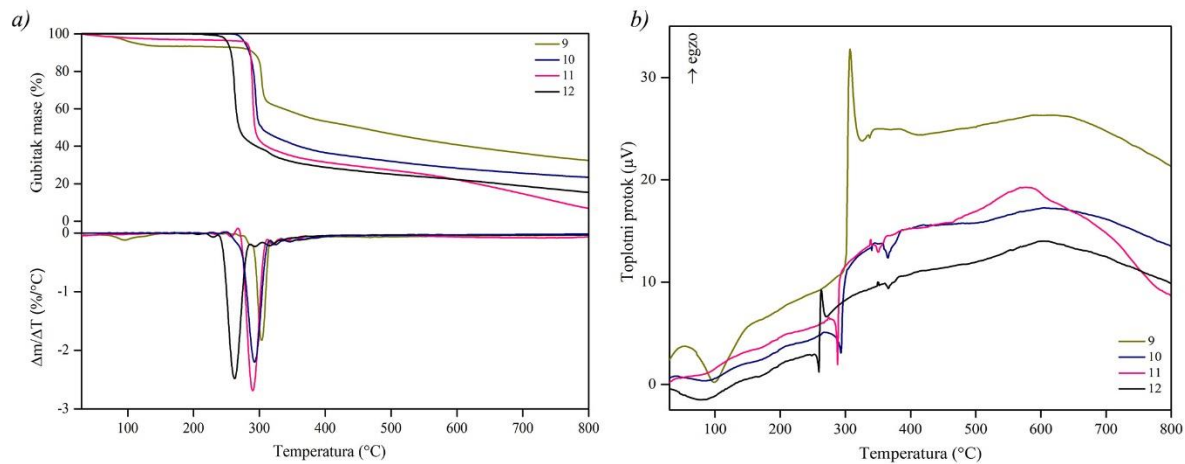 a)
100
80
60
40
20
0
Gubitak mase (%)
9
10
11
12
0
-1
-2
-3
Δm/ΔT (%/°C)
100 200 300 400 500 600 700 800
Temperatura (°C)
b)
→ egzo
30
20
10
0
Toplotni protok (µV)
9
10
11
12
100 200 300 400 500 600 700 800
Temperatura (°C)